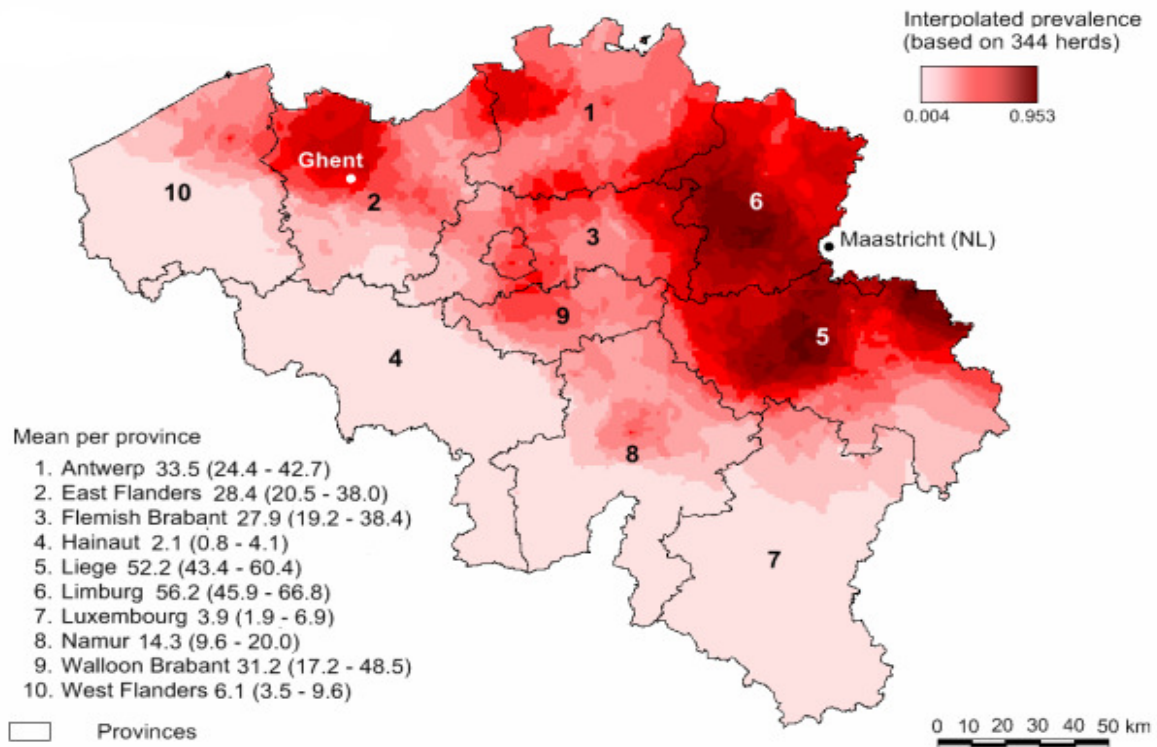 Interpolated prevalence
(based on 344 herds)
0.004 0.953
1
Ghent
10
2
6
3
Maastricht (NL)
9
5
4
8
7
Mean per province
1. Antwerp 33.5 (24.4 - 42.7)
2. East Flanders 28.4 (20.5 - 38.0)
3. Flemish Brabant 27.9 (19.2 - 38.4)
4. Hainaut 2.1 (0.8 - 4.1)
5. Liege 52.2 (43.4 - 60.4)
6. Limburg 56.2 (45.9 - 66.8)
7. Luxembourg 3.9 (1.9 - 6.9)
8. Namur 14.3 (9.6 - 20.0)
9. Walloon Brabant 31.2 (17.2 - 48.5)
10. West Flanders 6.1 (3.5 - 9.6)
Provinces
0 10 20 30 40 50 km